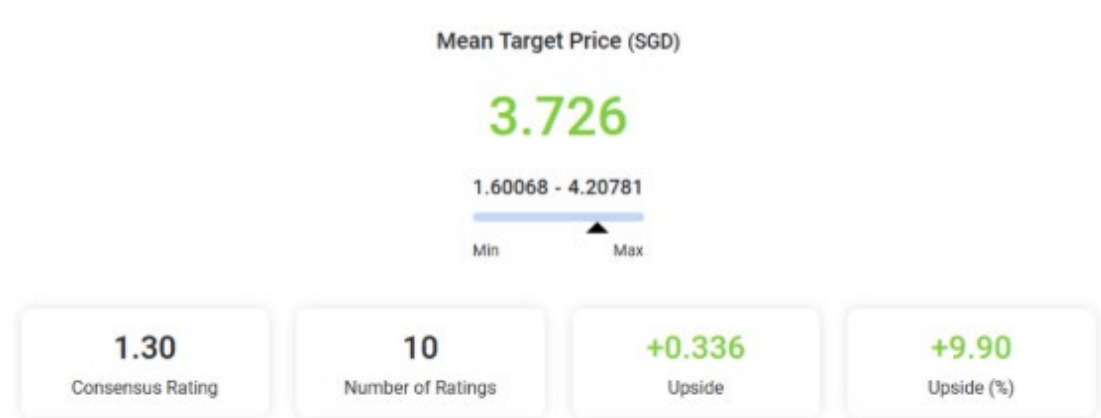 Mean Target Price (SGD)
3.726
1.60068 - 4.20781
Min Max
1.30 10 +0.336 +9.90
Consensus Rating Number of Ratings Upside Upside (%)